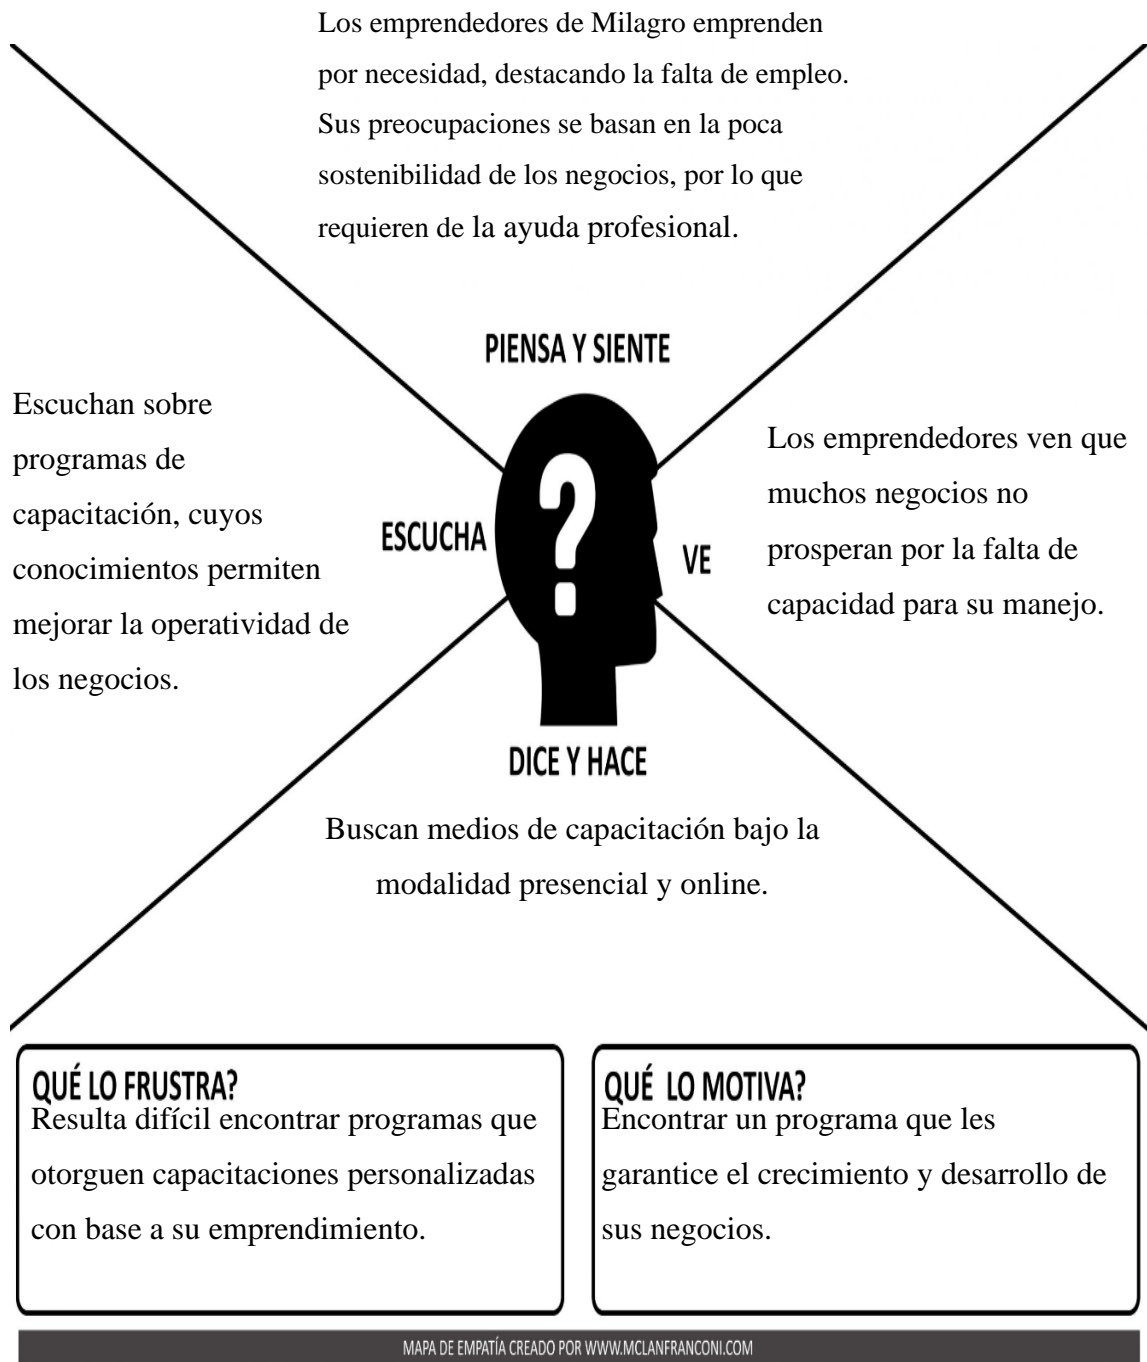 Los emprendedores de Milagro emprenden
por necesidad, destacando la falta de empleo.
Sus preocupaciones se basan en la poca
sostenibilidad de los negocios, por lo que
requieren de la ayuda profesional.
PIENSA Y SIENTE
Escuchan sobre
programas de
capacitación, cuyos
conocimientos permiten
mejorar la operatividad de
los negocios.
ESCUCHA
?
VE
Los emprendedores ven que
muchos negocios no
prosperan por la falta de
capacidad para su manejo.
DICE Y HACE
Buscan medios de capacitación bajo la
modalidad presencial y online.
QUÉ LO FRUSTRA?
Resulta difícil encontrar programas que
otorguen capacitaciones personalizadas
con base a su emprendimiento.
QUÉ LO MOTIVA?
Encontrar un programa que les
garantice el crecimiento y desarrollo de
sus negocios.
MAPA DE EMPATÍA CREADO POR WWW.MCLANFRANCONI.COM